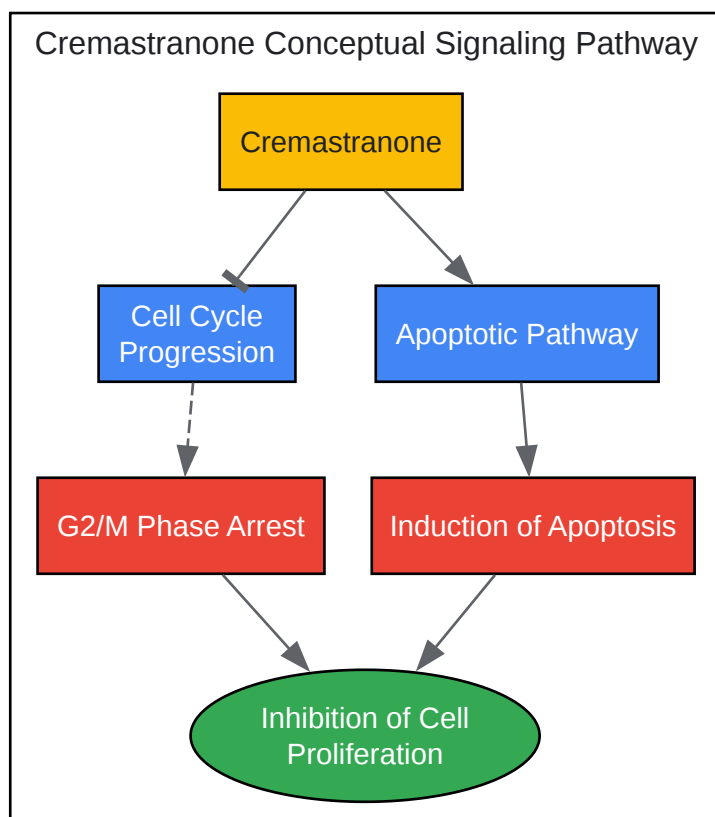 Cremastranone Conceptual Signaling Pathway
Cremastranone
Cell Cycle
Progression
Apoptotic Pathway
G2/M Phase Arrest
Induction of Apoptosis
Inhibition of Cell
Proliferation